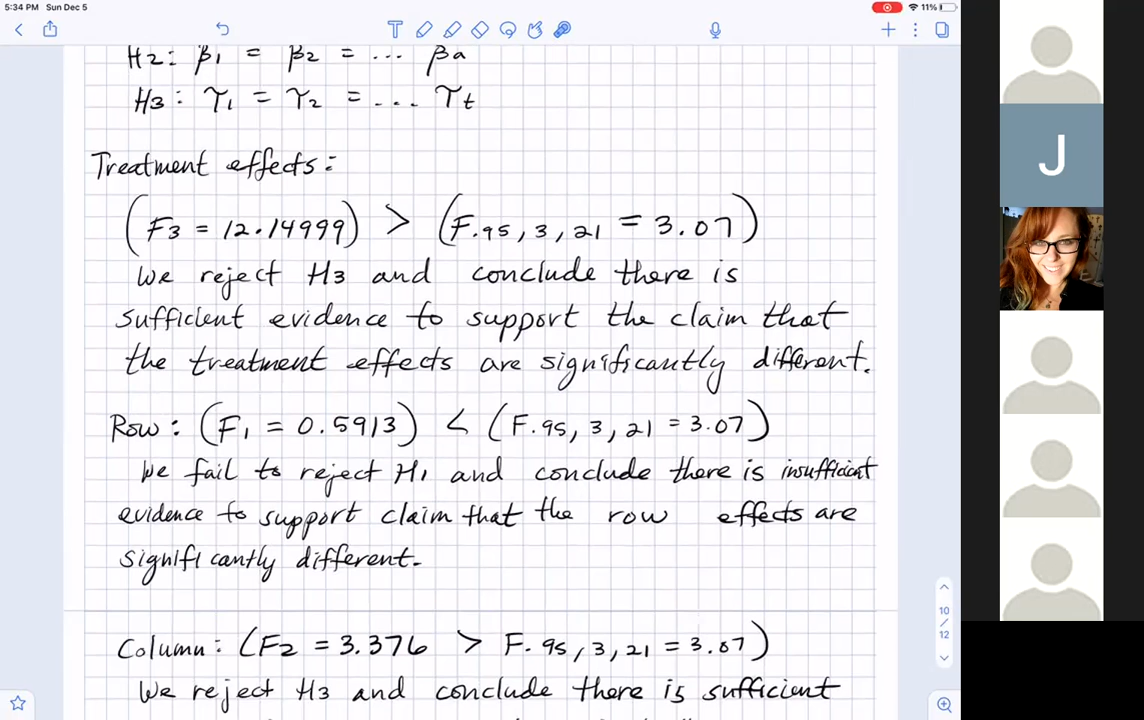 5:34 PM Sun Dec 5
11%
H2: β1 = β2 = ... βa
H3: τ1 = τ2 = ... τt
Treatment effects:
(F3 = 12.14999) > (F.95, 3, 21 = 3.07)
We reject H3 and conclude there is
sufficient evidence to support the claim that
the treatment effects are significantly different.
Row: (F1 = 0.5913) < (F.95, 3, 21 = 3.07)
We fail to reject H1 and conclude there is insufficient
evidence to support claim that the row effects are
significantly different.
Column: (F2 = 3.376 > F.95, 3, 21 = 3.07)
We reject H3 and conclude there is sufficient
10
/
12
J